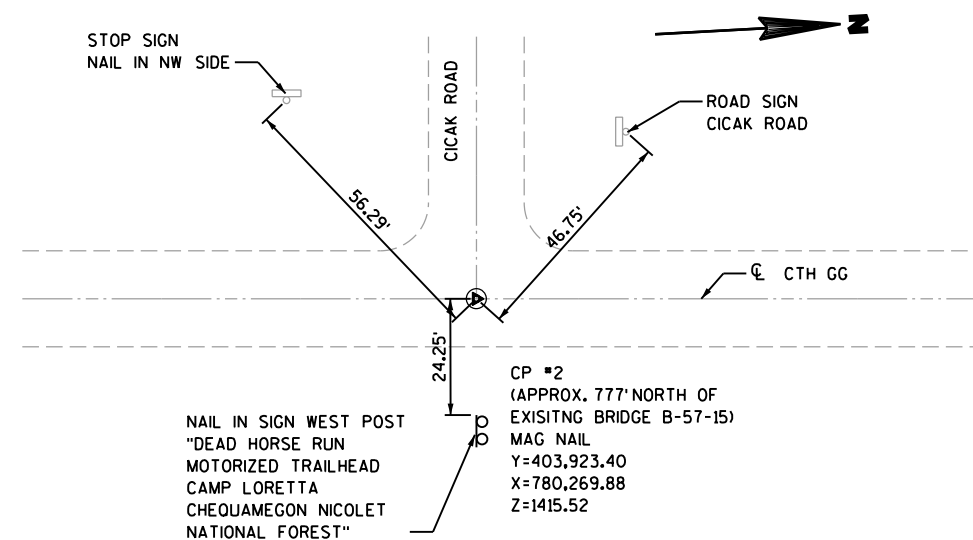 STOP SIGN
NAIL IN NW SIDE
CICAK ROAD
N
ROAD SIGN
CICAK ROAD
56.29'
46.75'
℄ CTH GG
24.25'
NAIL IN SIGN WEST POST
"DEAD HORSE RUN
MOTORIZED TRAILHEAD
CAMP LORETTA
CHEQUAMEGON NICOLET
NATIONAL FOREST"
CP #2
(APPROX. 777' NORTH OF
EXISITNG BRIDGE B-57-15)
MAG NAIL
Y=403,923.40
X=780,269.88
Z=1415.52